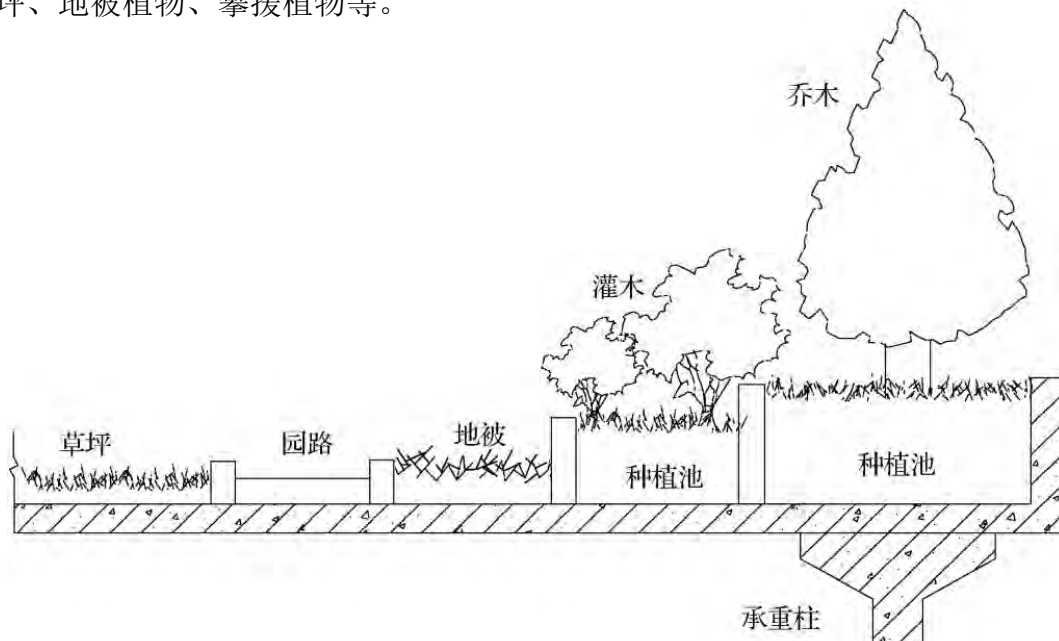 坪、地被植物、攀援植物等。
乔木
灌木
草坪
园路
地被
种植池
种植池
承重柱